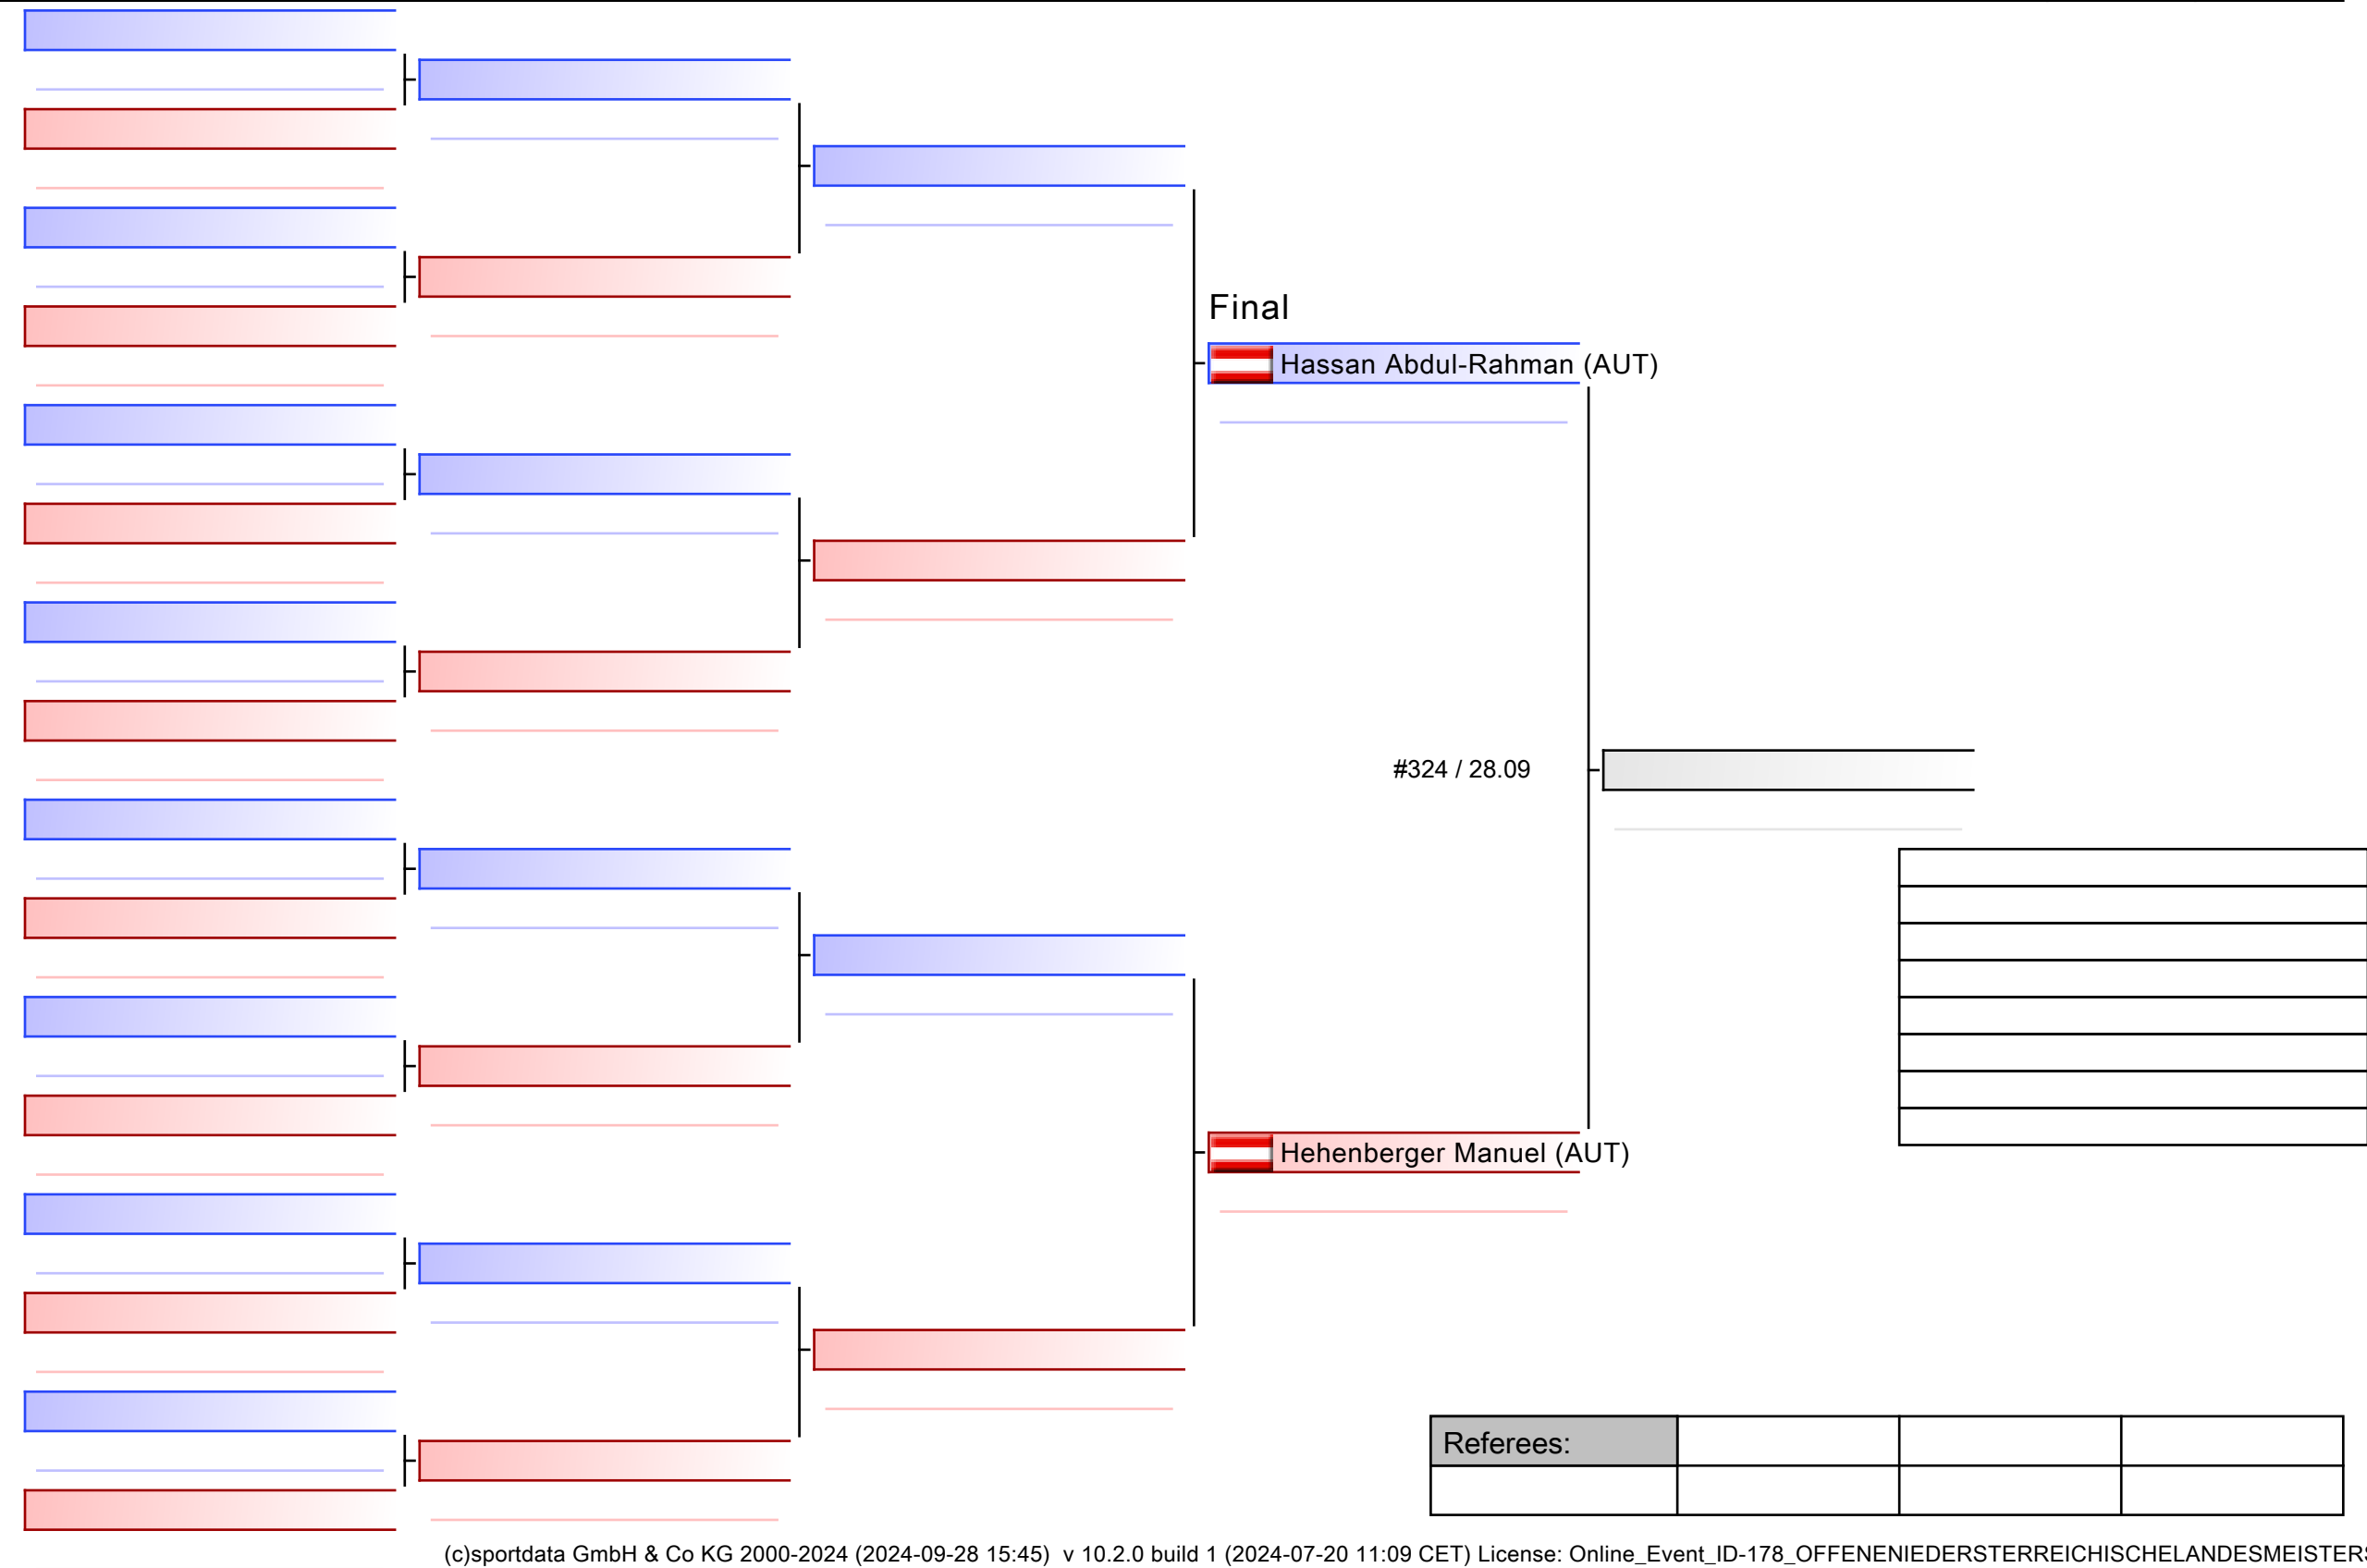 Final
Hassan Abdul-Rahman (AUT)
#324 / 28.09
Hehenberger Manuel (AUT)
Referees:
(c)sportdata GmbH & Co KG 2000-2024 (2024-09-28 15:45)  v 10.2.0 build 1 (2024-07-20 11:09 CET) License: Online_Event_ID-178_OFFENENIEDERSTERREICHISCHELANDESMEISTERS